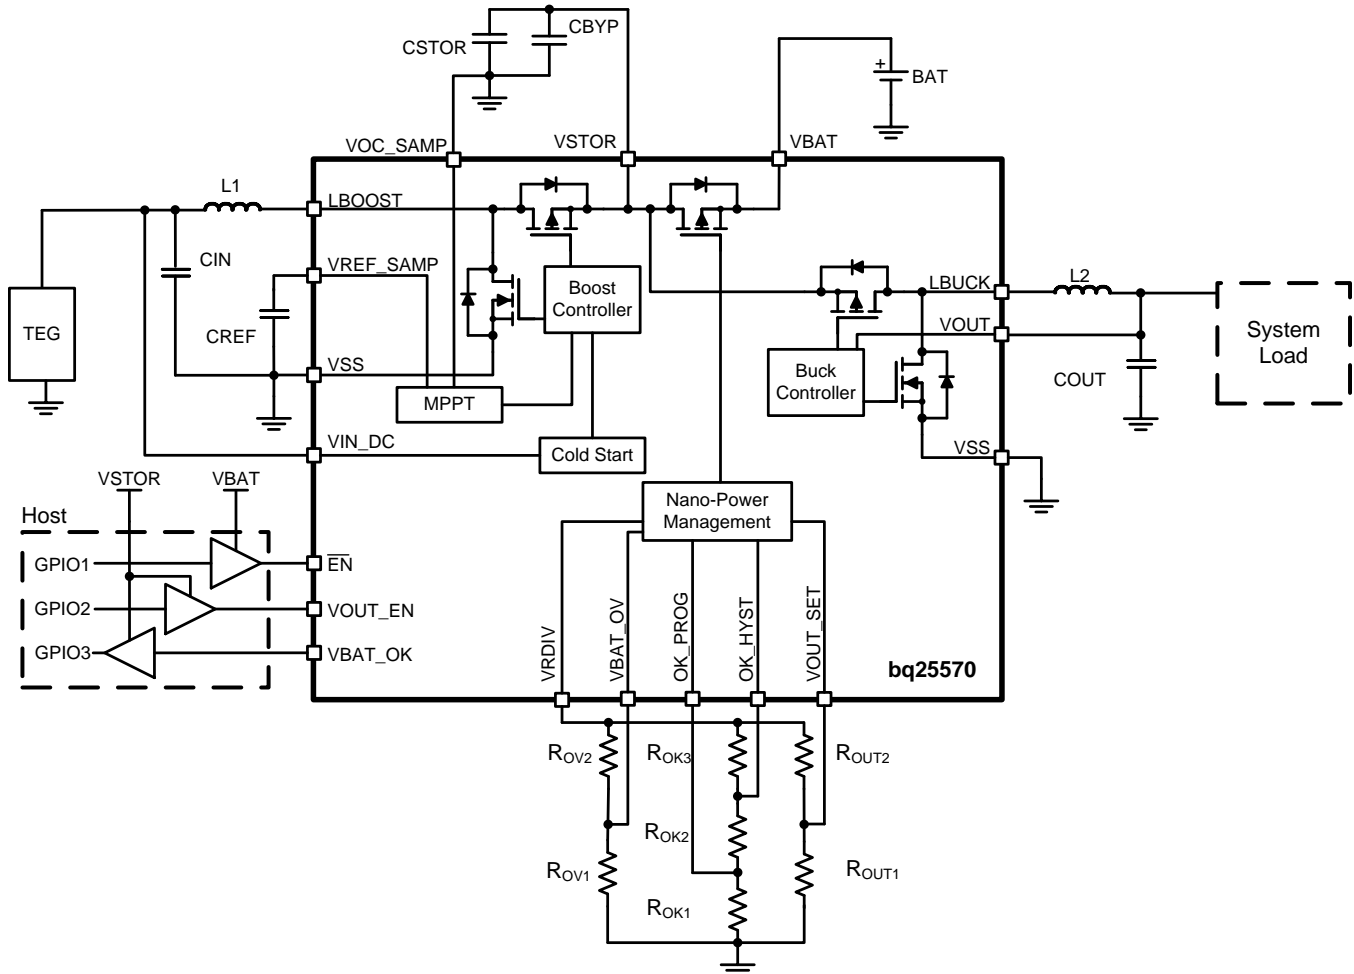 CBYP
CSTOR
+
BAT
VOC_SAMP
VSTOR
VBAT
L1
LBOOST
CIN
VREF_SAMP
Boost
Controller
LBUCK
L2
TEG
CREF
VOUT
System
Load
VSS
Buck
Controller
COUT
MPPT
VIN_DC
Cold Start
VSS
VSTOR
VBAT
Nano-Power
Management
Host
GPIO1
EN
GPIO2
VOUT_EN
GPIO3
VBAT_OK
VRDIV
VBAT_OV
OK_PROG
OK_HYST
VOUT_SET
bq25570
ROV2
ROK3
ROUT2
ROK2
ROV1
ROUT1
ROK1